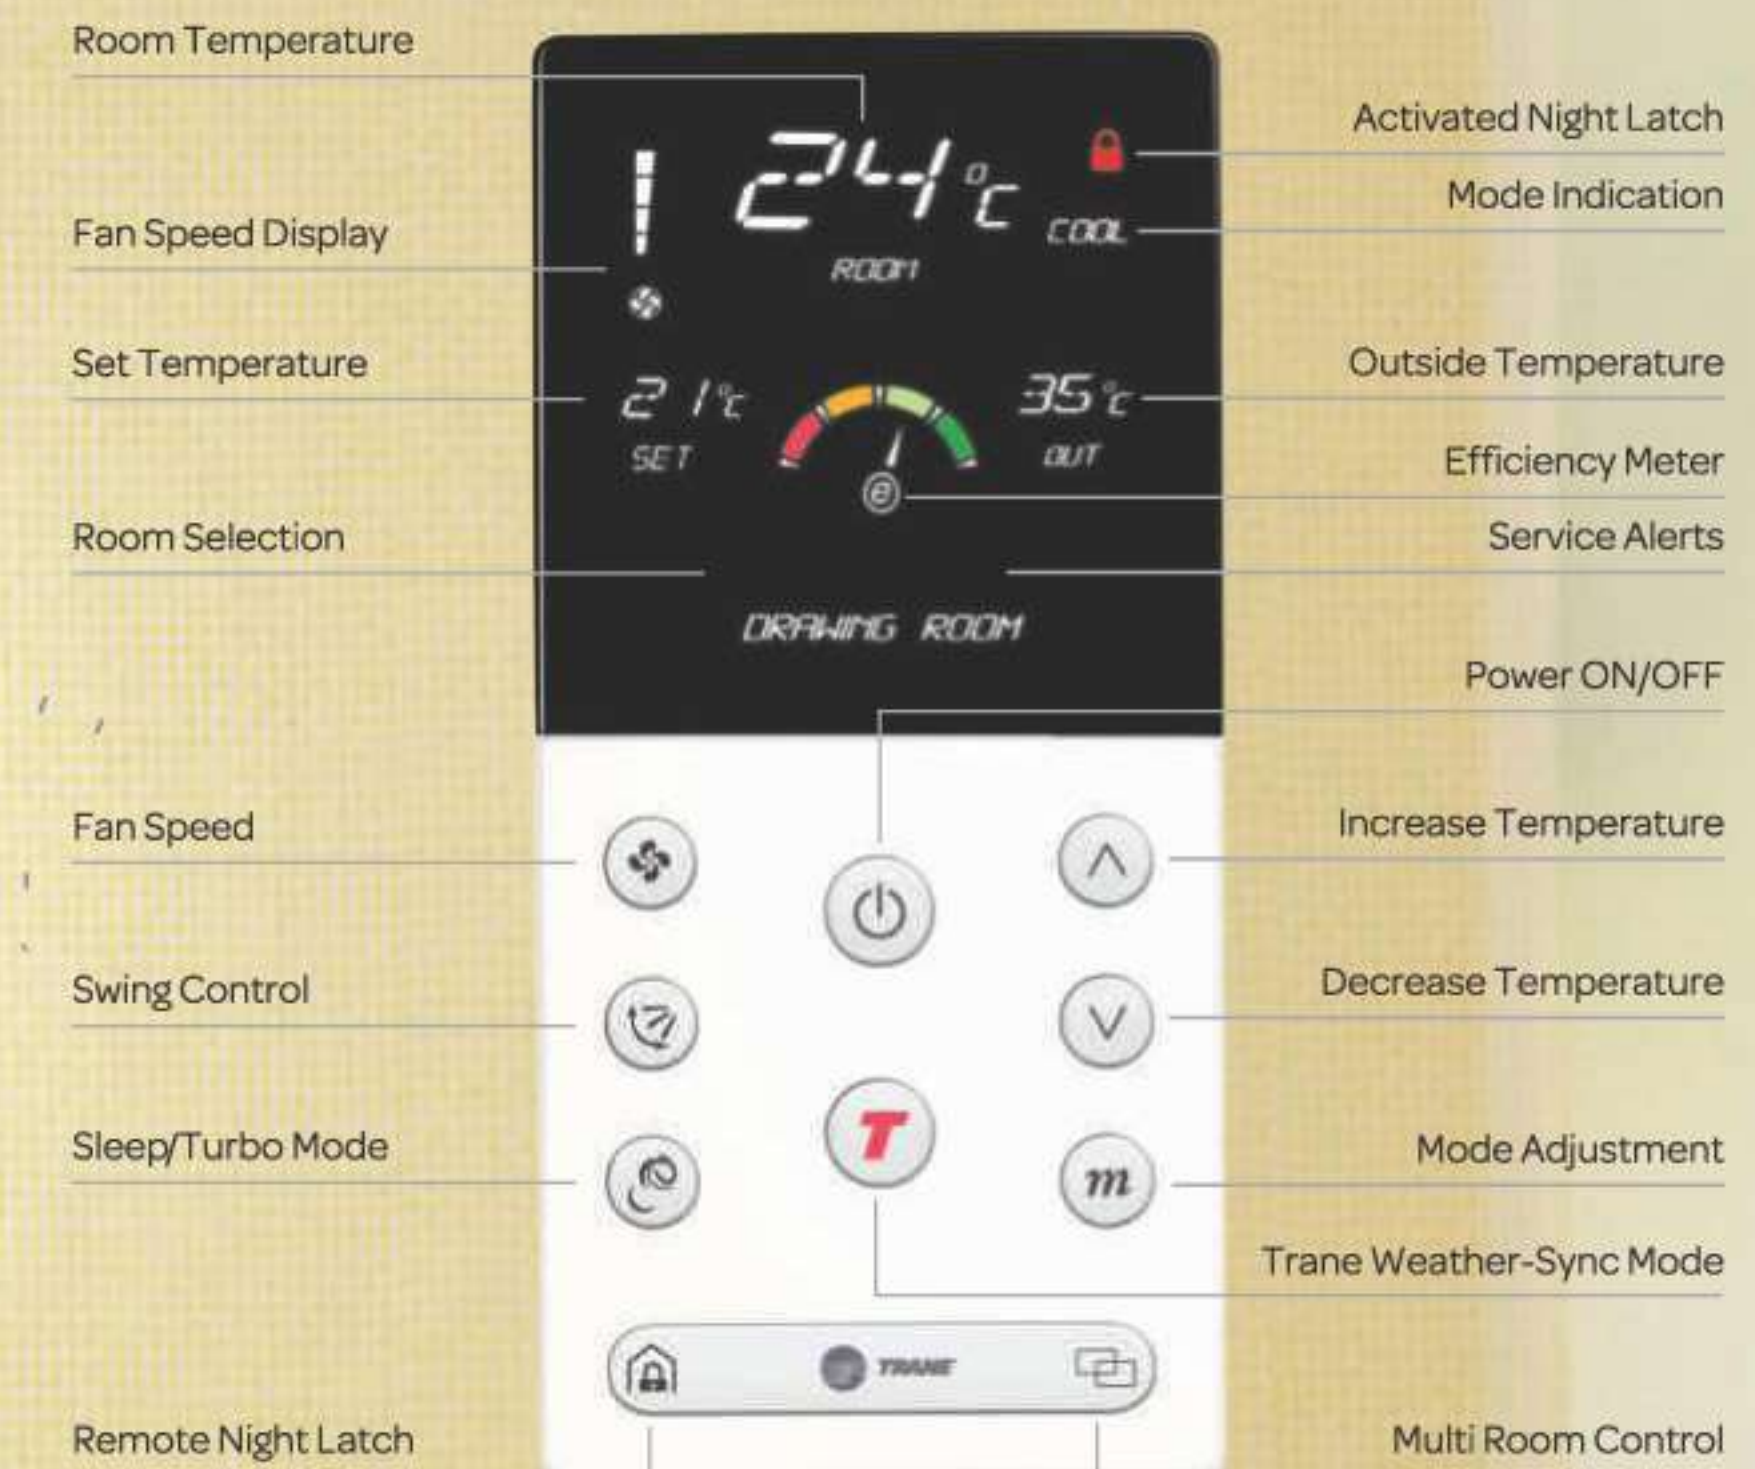 Room Temperature
24°C
Activated Night Latch
Mode Indication
COOL
Fan Speed Display
ROOM
Set Temperature
21°C
35°C
Outside Temperature
SET
OUT
Efficiency Meter
e
Room Selection
Service Alerts
DRAWING ROOM
Power ON/OFF
Fan Speed
Increase Temperature
Swing Control
Decrease Temperature
T
Sleep/Turbo Mode
m
Mode Adjustment
Trane Weather-Sync Mode
TRANE
Remote Night Latch
Multi Room Control